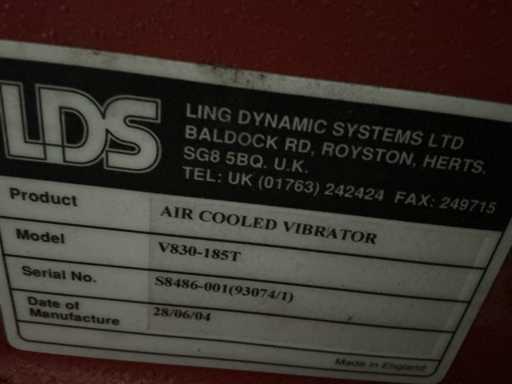 LDS
LING DYNAMIC SYSTEMS LTD
BALDOCK RD, ROYSTON, HERTS,
SG8 5BQ. U.K.
TEL: UK (01763) 242424 FAX: 249715
Product AIR COOLED VIBRATOR
Model V830-185T
Serial No. S8486-001(93074/1)
Date of
Manufacture 28/06/04
Made in England